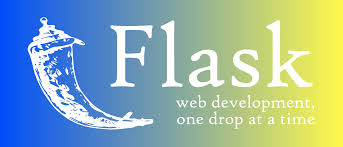 Flask
web development,
one drop at a time